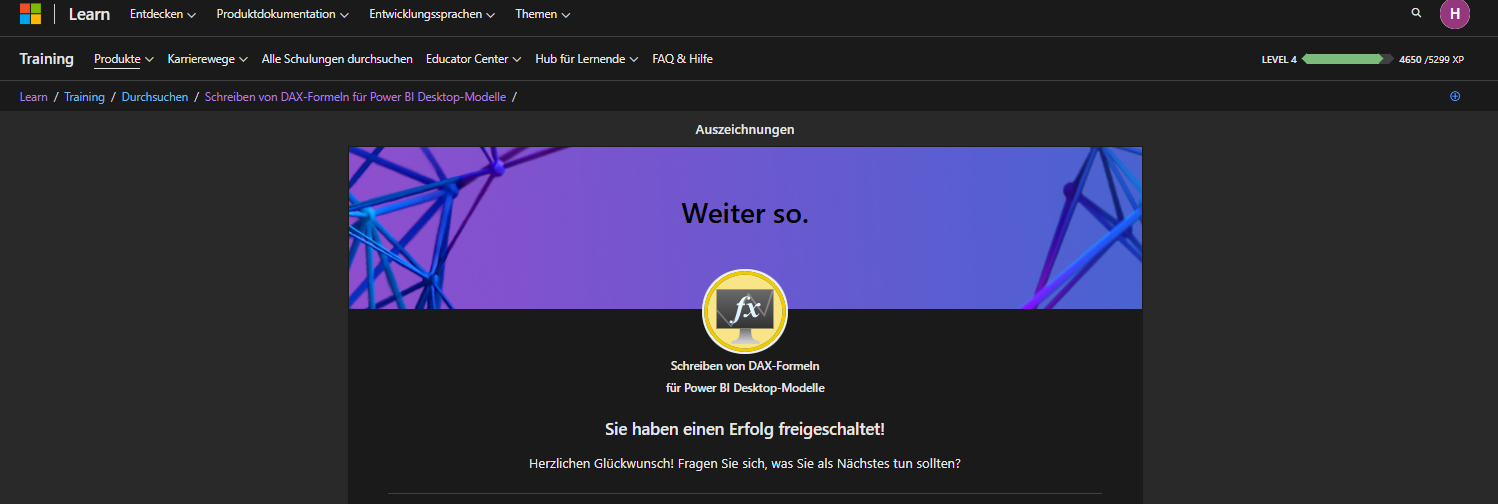 Learn Entdecken Produktdokumentation Entwicklungssprachen Themen H
Training Produkte Karrierewege Alle Schulungen durchsuchen Educator Center Hub für Lernende FAQ & Hilfe LEVEL 4 4650 /5299 XP
Learn / Training / Durchsuchen / Schreiben von DAX-Formeln für Power BI Desktop-Modelle /
Auszeichnungen
Weiter so.
fx
Schreiben von DAX-Formeln
für Power BI Desktop-Modelle
Sie haben einen Erfolg freigeschaltet!
Herzlichen Glückwunsch! Fragen Sie sich, was Sie als Nächstes tun sollten?